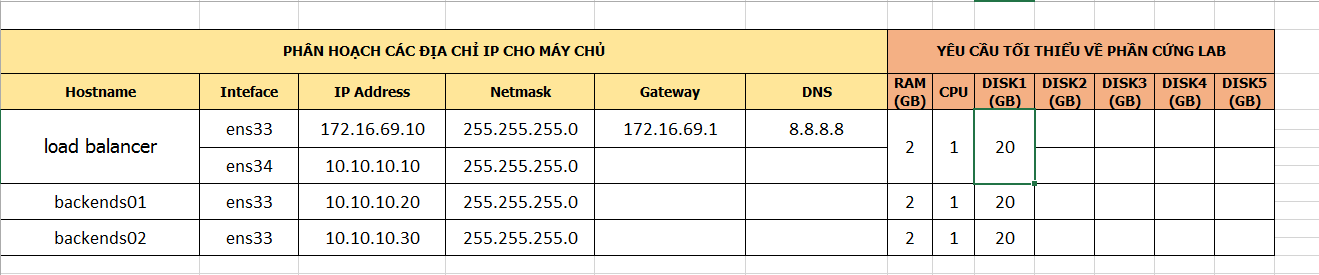 PHÂN HOẠCH CÁC ĐỊA CHỈ IP CHO MÁY CHỦ YÊU CẦU TỐI THIỂU VỀ PHẦN CỨNG LAB
Hostname Inteface IP Address Netmask Gateway DNS RAM (GB) CPU DISK1 (GB) DISK2 (GB) DISK3 (GB) DISK4 (GB) DISK5 (GB)
load balancer ens33 172.16.69.10 255.255.255.0 172.16.69.1 8.8.8.8 2 1 20
ens34 10.10.10.10 255.255.255.0
backends01 ens33 10.10.10.20 255.255.255.0 2 1 20
backends02 ens33 10.10.10.30 255.255.255.0 2 1 20